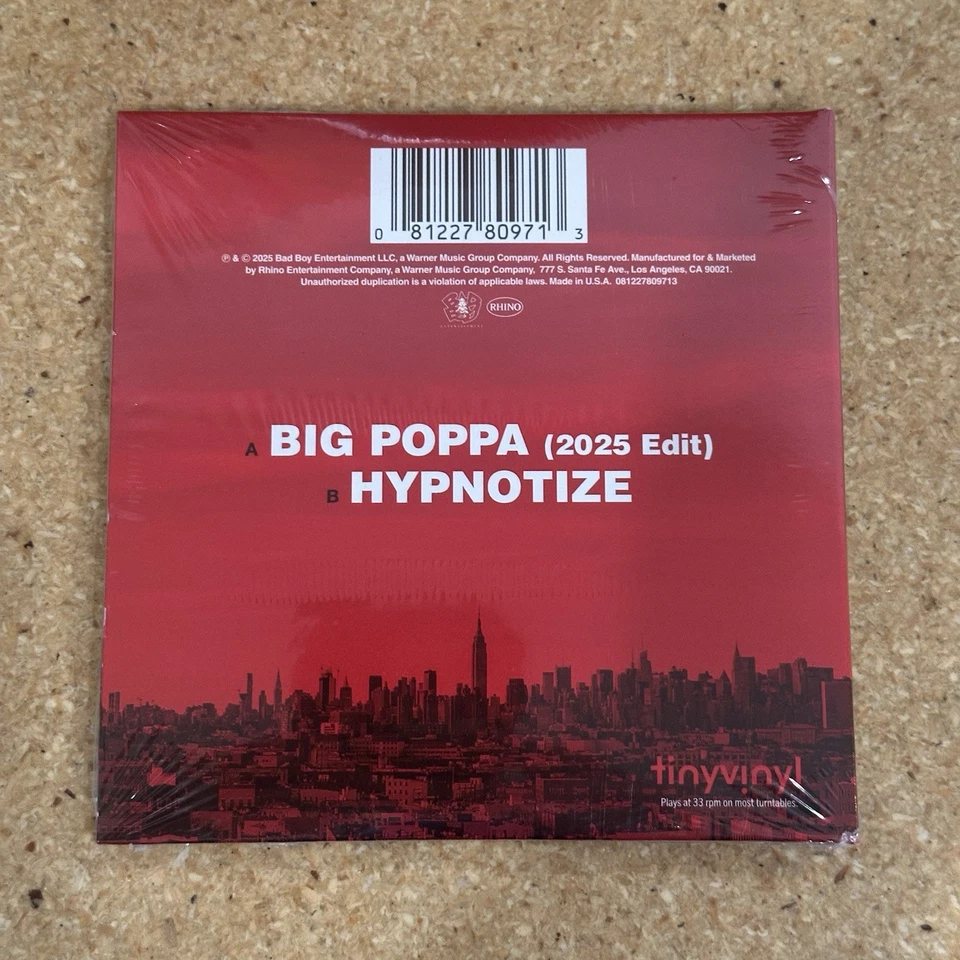 0 81227 80971 3
℗ & © 2025 Bad Boy Entertainment LLC, a Warner Music Group Company. All Rights Reserved. Manufactured for & Marketed
by Rhino Entertainment Company, a Warner Music Group Company, 777 S. Santa Fe Ave., Los Angeles, CA 90021.
Unauthorized duplication is a violation of applicable laws. Made in U.S.A. 081227809713
BAD BOY RHINO
ENTERTAINMENT
A BIG POPPA (2025 Edit)
B HYPNOTIZE
tinyvinyl
Plays at 33 rpm on most turntables.